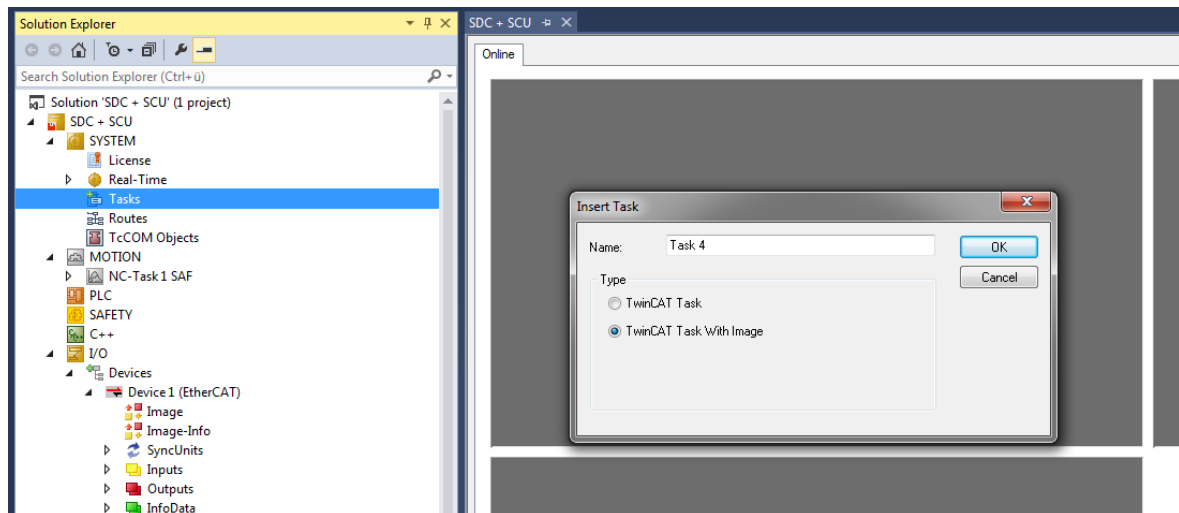 Solution Explorer
Search Solution Explorer (Ctrl+ü)
Solution 'SDC + SCU' (1 project)
SDC + SCU
SYSTEM
License
Real-Time
Tasks
Routes
TcCOM Objects
MOTION
NC-Task 1 SAF
PLC
SAFETY
C++
I/O
Devices
Device 1 (EtherCAT)
Image
Image-Info
SyncUnits
Inputs
Outputs
InfoData
SDC + SCU
Online
Insert Task
Name: Task 4 OK
Type Cancel
TwinCAT Task
TwinCAT Task With Image